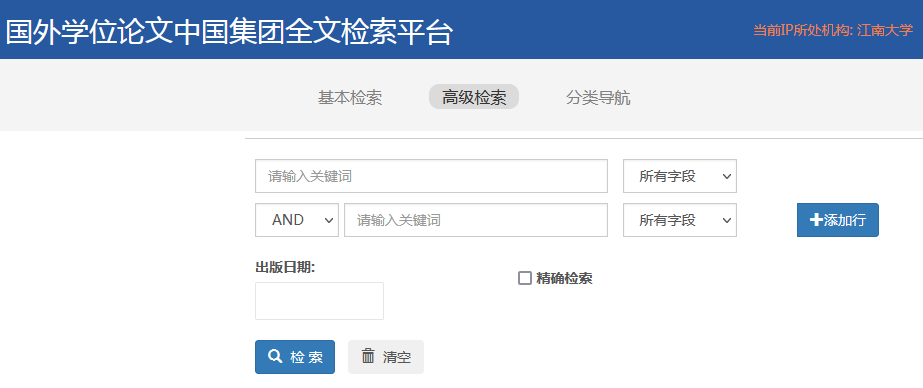 国外学位论文中国集团全文检索平台
当前IP所处机构: 江南大学
基本检索 高级检索 分类导航
请输入关键词 所有字段
AND 请输入关键词 所有字段 添加行
出版日期:
精确检索
检 索 清空